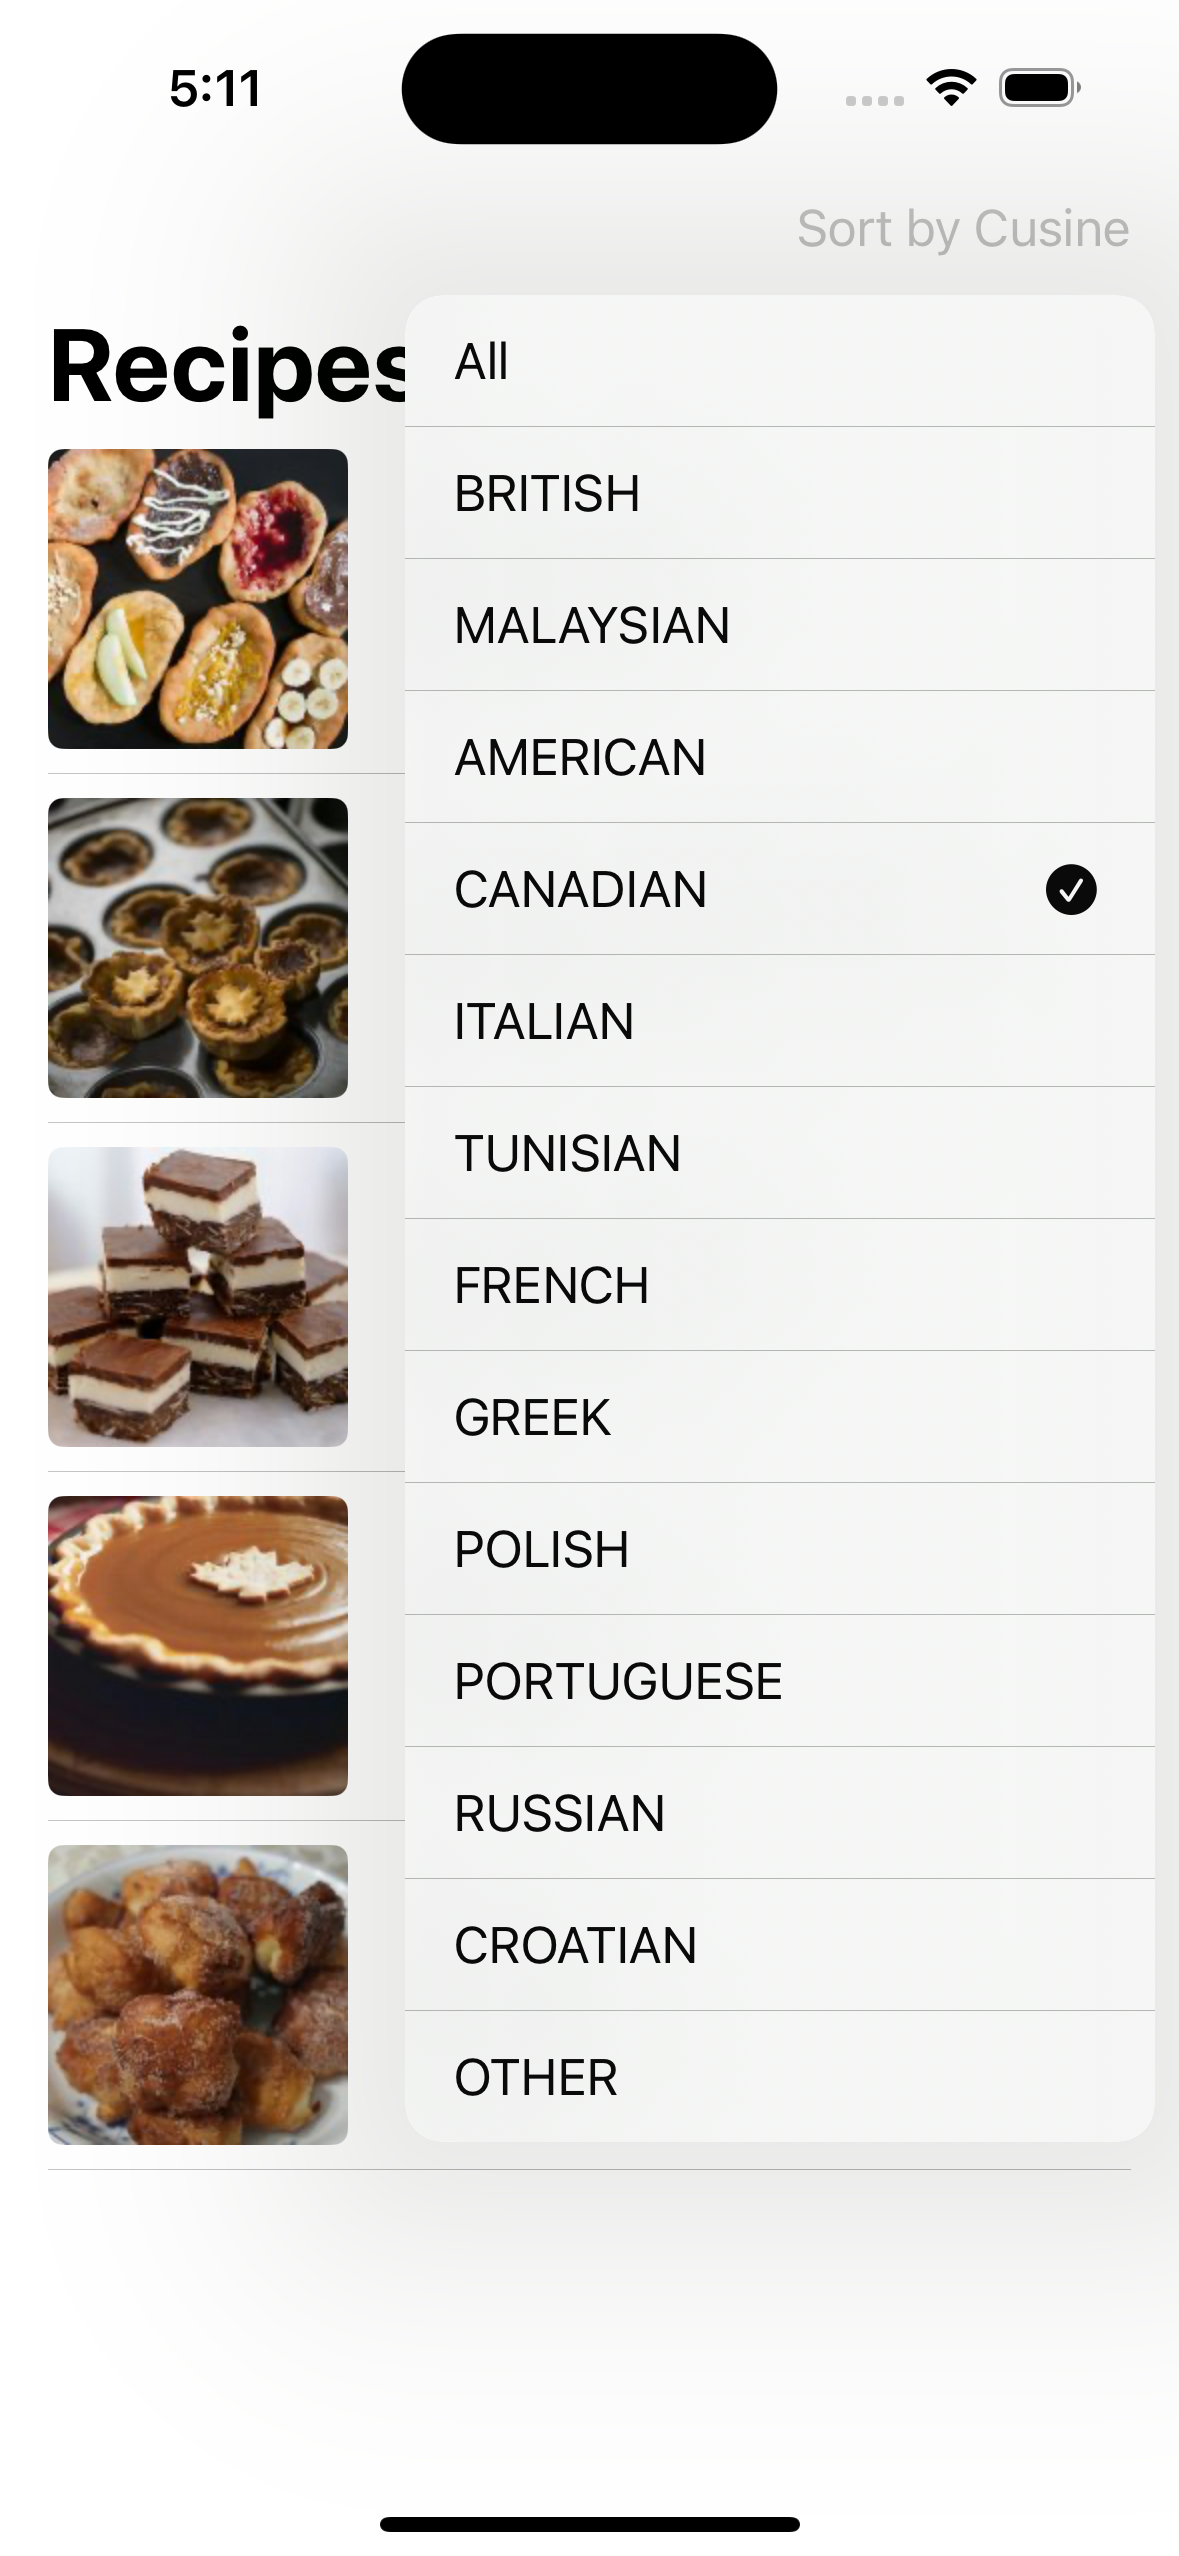 5:11
Sort by Cusine
Recipes
All
BRITISH
MALAYSIAN
AMERICAN
CANADIAN
ITALIAN
TUNISIAN
FRENCH
GREEK
POLISH
PORTUGUESE
RUSSIAN
CROATIAN
OTHER